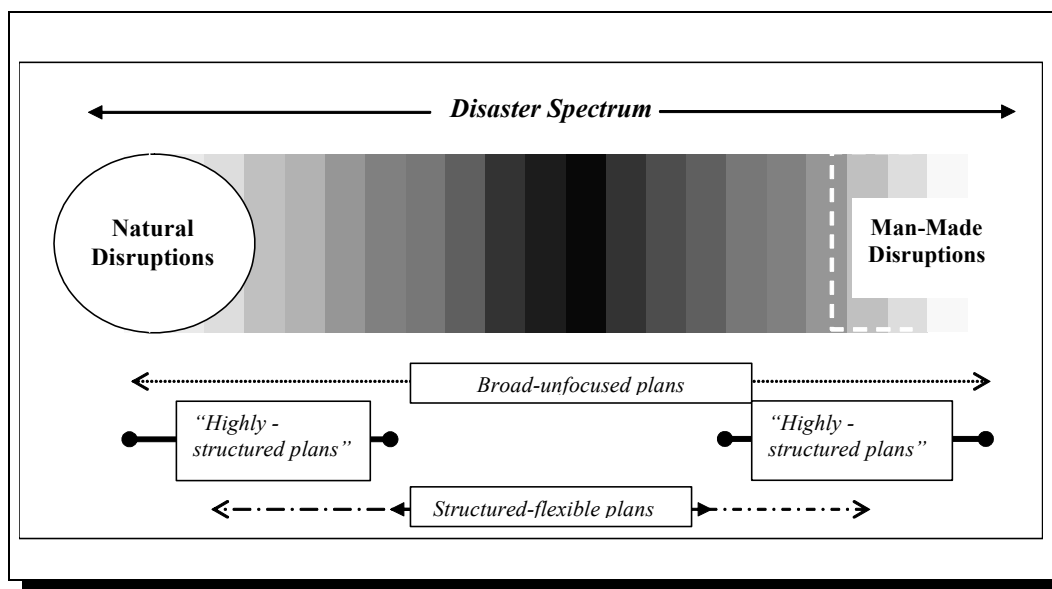 Disaster Spectrum
Natural
Disruptions
Man-Made
Disruptions
Broad-unfocused plans
“Highly -
structured plans”
“Highly -
structured plans”
Structured-flexible plans